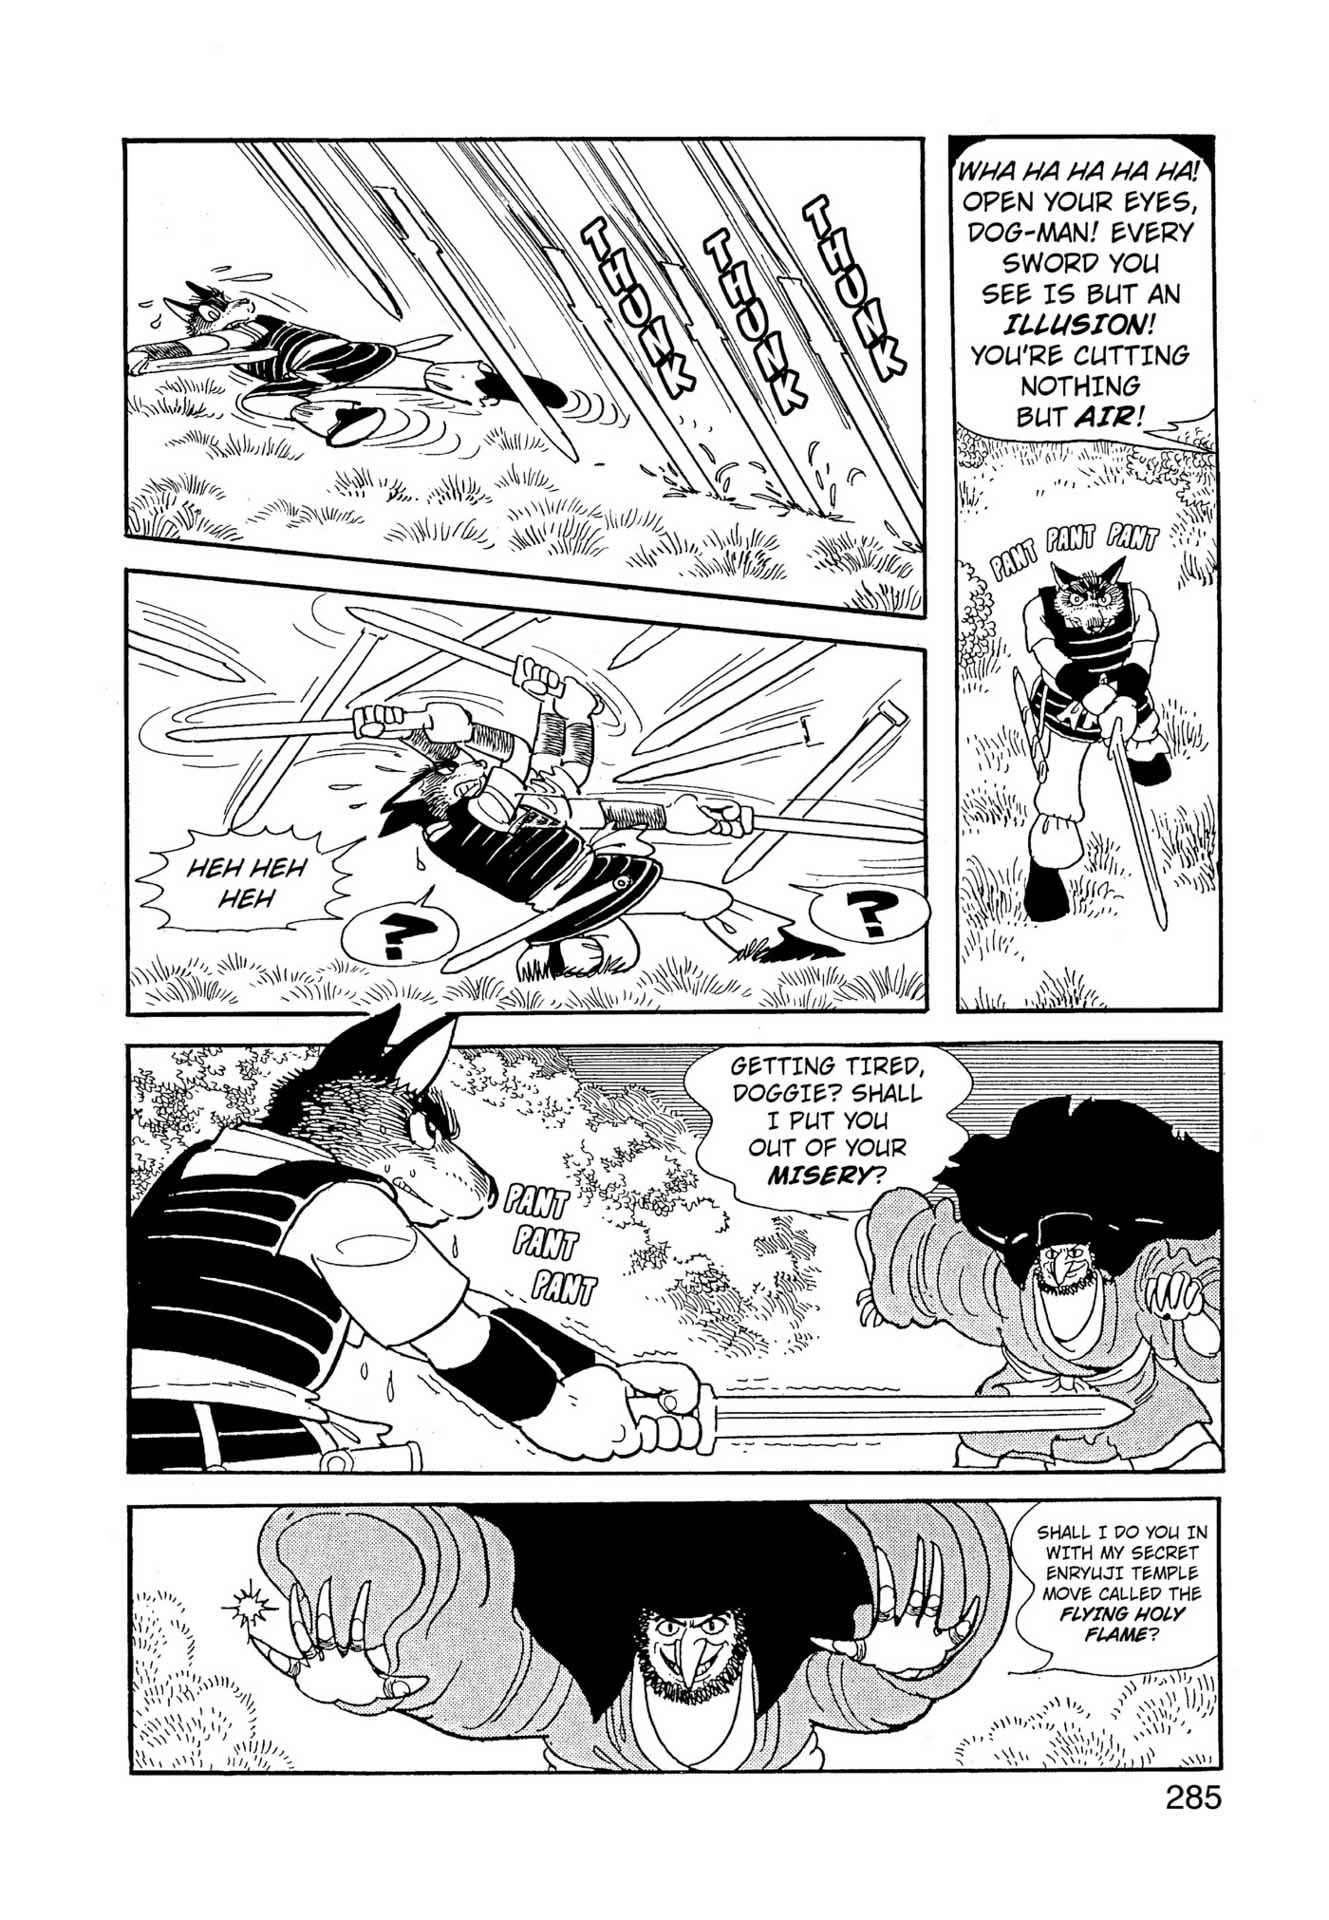 THONK
THONK
THONK
HEH HEH
HEH
?
?
WHA HA HA HA HA!
OPEN YOUR EYES,
DOG-MAN! EVERY
SWORD YOU
SEE IS BUT AN
ILLUSION!
YOU'RE CUTTING
NOTHING
BUT AIR!
PANT PANT PANT
GETTING TIRED,
DOGGIE? SHALL
I PUT YOU
OUT OF YOUR
MISERY?
PANT
PANT
PANT
SHALL I DO YOU IN
WITH MY SECRET
ENRYUJI TEMPLE
MOVE CALLED THE
FLYING HOLY
FLAME?
285